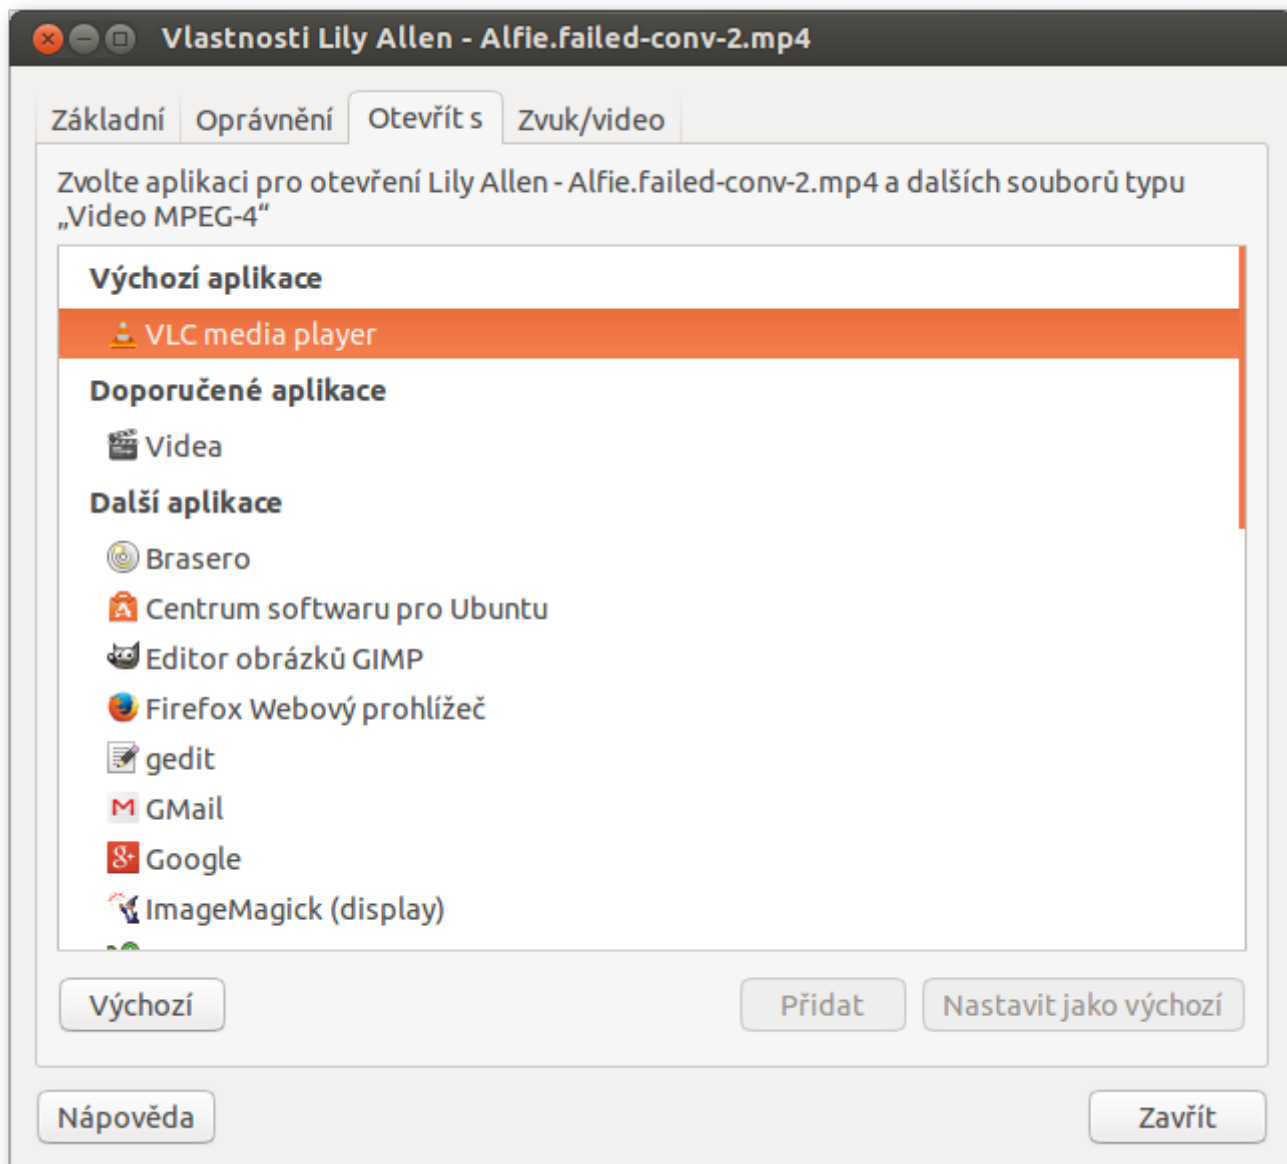 Vlastnosti Lily Allen - Alfie.failed-conv-2.mp4
Základní Oprávnění Otevřít s Zvuk/video
Zvolte aplikaci pro otevření Lily Allen - Alfie.failed-conv-2.mp4 a dalších souborů typu
„Video MPEG-4“
Výchozí aplikace
VLC media player
Doporučené aplikace
Videa
Další aplikace
Brasero
Centrum softwaru pro Ubuntu
Editor obrázků GIMP
Firefox Webový prohlížeč
gedit
GMail
Google
ImageMagick (display)
Výchozí Přidat Nastavit jako výchozí
Nápověda Zavřít